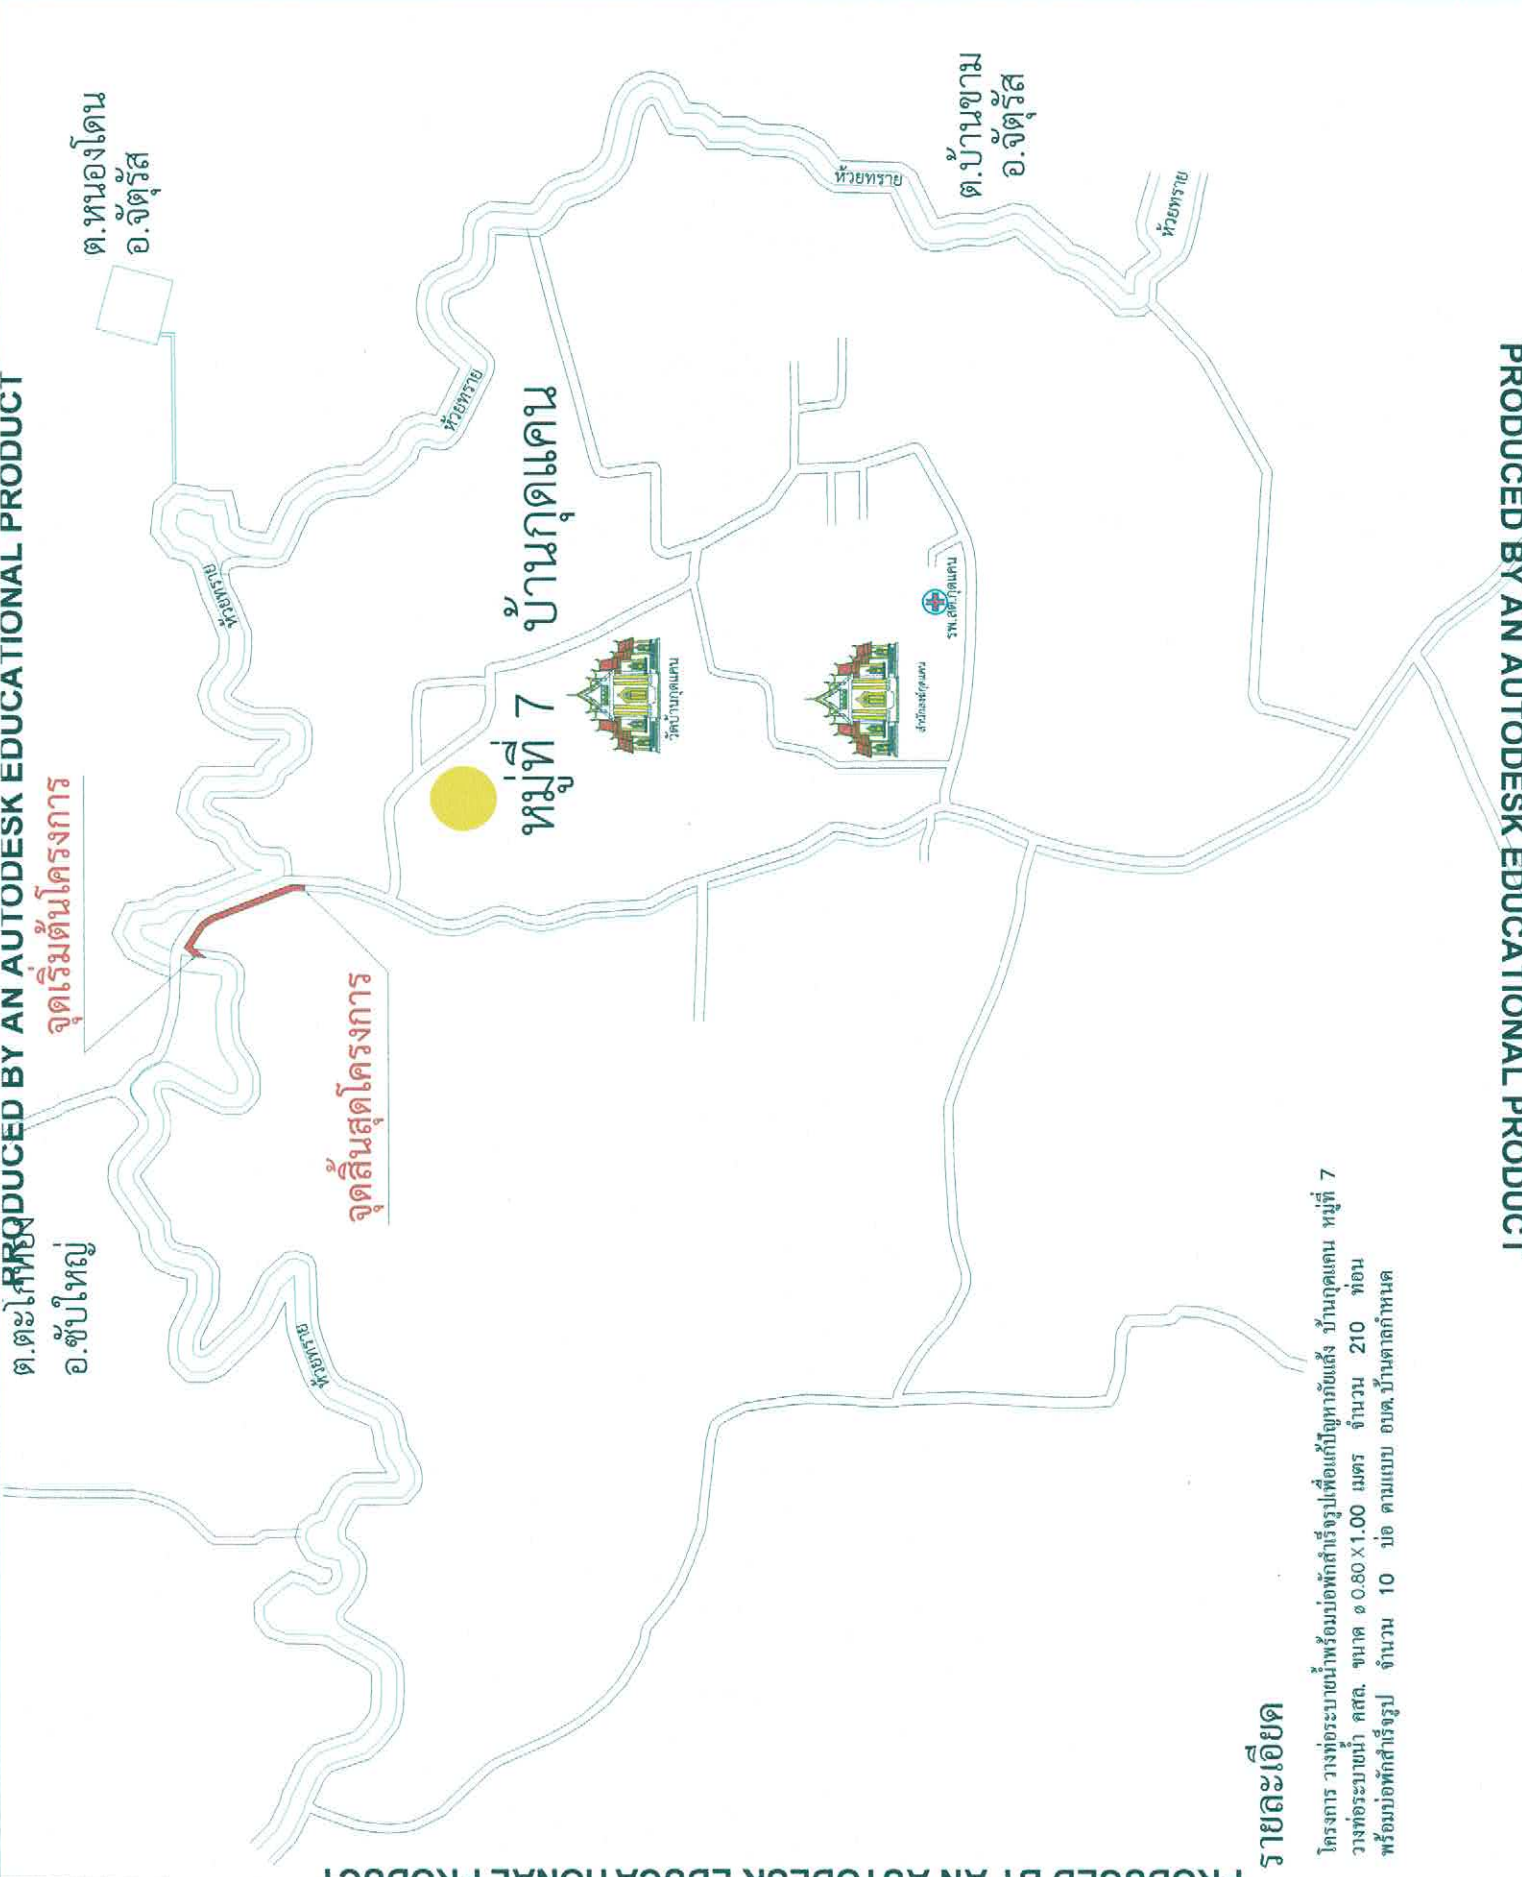 PRODUCED BY AN AUTODESK EDUCATIONAL PRODUCT
ต.ตะโกทอง
อ.ซับใหญ่
จุดเริ่มต้นโครงการ
ต.หนองโดน
อ.จัตุรัส
จุดสิ้นสุดโครงการ
ห้วยทราย
ห้วยทราย
ห้วยทราย
ห้วยทราย
ห้วยทราย
หมู่ที่ 7 บ้านกุดแคน
วัดบ้านกุดแคน
รพ.สต.กุดแคน
ต.บ้านขาม
อ.จัตุรัส
รายละเอียด
โครงการ วางท่อระบายน้ำพร้อมบ่อพักสำเร็จรูปเพื่อแก้ปัญหาภัยแล้ง บ้านกุดแคน หมู่ที่ 7
วางท่อระบายน้ำ คสล. ขนาด ø 0.80 X 1.00 เมตร จำนวน 210 ท่อน
พร้อมบ่อพักสำเร็จรูป จำนวน 10 บ่อ ตามแบบ อบต.บ้านตาลกำหนด
PRODUCED BY AN AUTODESK EDUCATIONAL PRODUCT
PRODUCED BY AN AUTODESK EDUCATIONAL PRODUCT